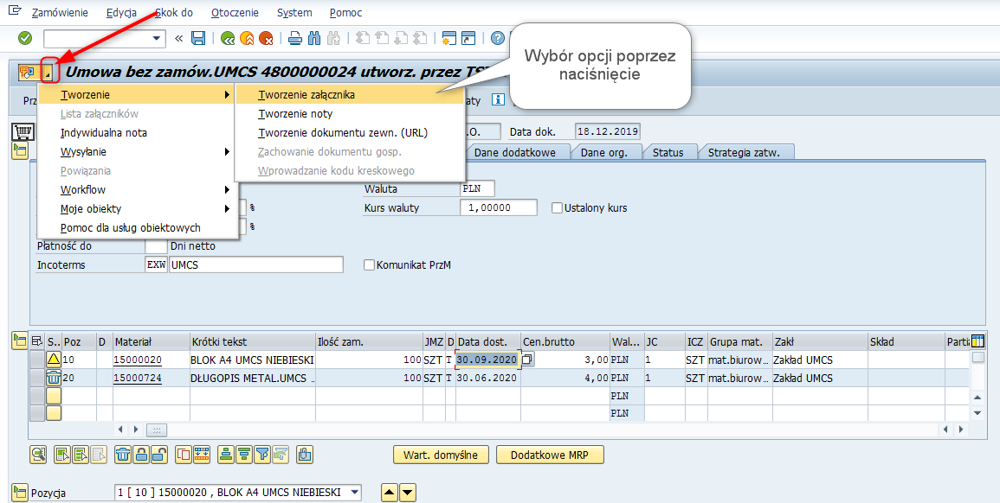 Zamówienie Edycja Skok do Otoczenie System Pomoc
Umowa bez zamów.UMCS 4800000024 utworz. przez
Wybór opcji poprzez
naciśnięcie
Tworzenie
Lista załączników
Indywidualna nota
Wysyłanie
Powiązania
Workflow
Moje obiekty
Pomoc dla usług obiektowych
Tworzenie załącznika
Tworzenie noty
Tworzenie dokumentu zewn. (URL)
Zachowanie dokumentu gosp.
Wprowadzanie kodu kreskowego
Data dok. 18.12.2019
Dane dodatkowe Dane org. Status Strategia zatw.
Waluta PLN
% Kurs waluty 1,00000 Ustalony kurs
%
Płatność do Dni netto
Incoterms EXW UMCS Komunikat PrzM
S.. Poz D Materiał Krótki tekst Ilość zam. JMZ D Data dost. Cen.brutto Wal... JC ICZ Grupa mat. Zakł Skład Parti
10 15000020 BLOK A4 UMCS NIEBIESKI 100 SZT T 30.09.2020 3,00 PLN 1 SZT mat.biurow... Zakład UMCS
20 15000724 DŁUGOPIS METAL.UMCS .. 100 SZT T 30.06.2020 4,00 PLN 1 SZT mat.biurow... Zakład UMCS
PLN
PLN
Wart. domyślne Dodatkowe MRP
Pozycja 1 [ 10 ] 15000020 , BLOK A4 UMCS NIEBIESKI